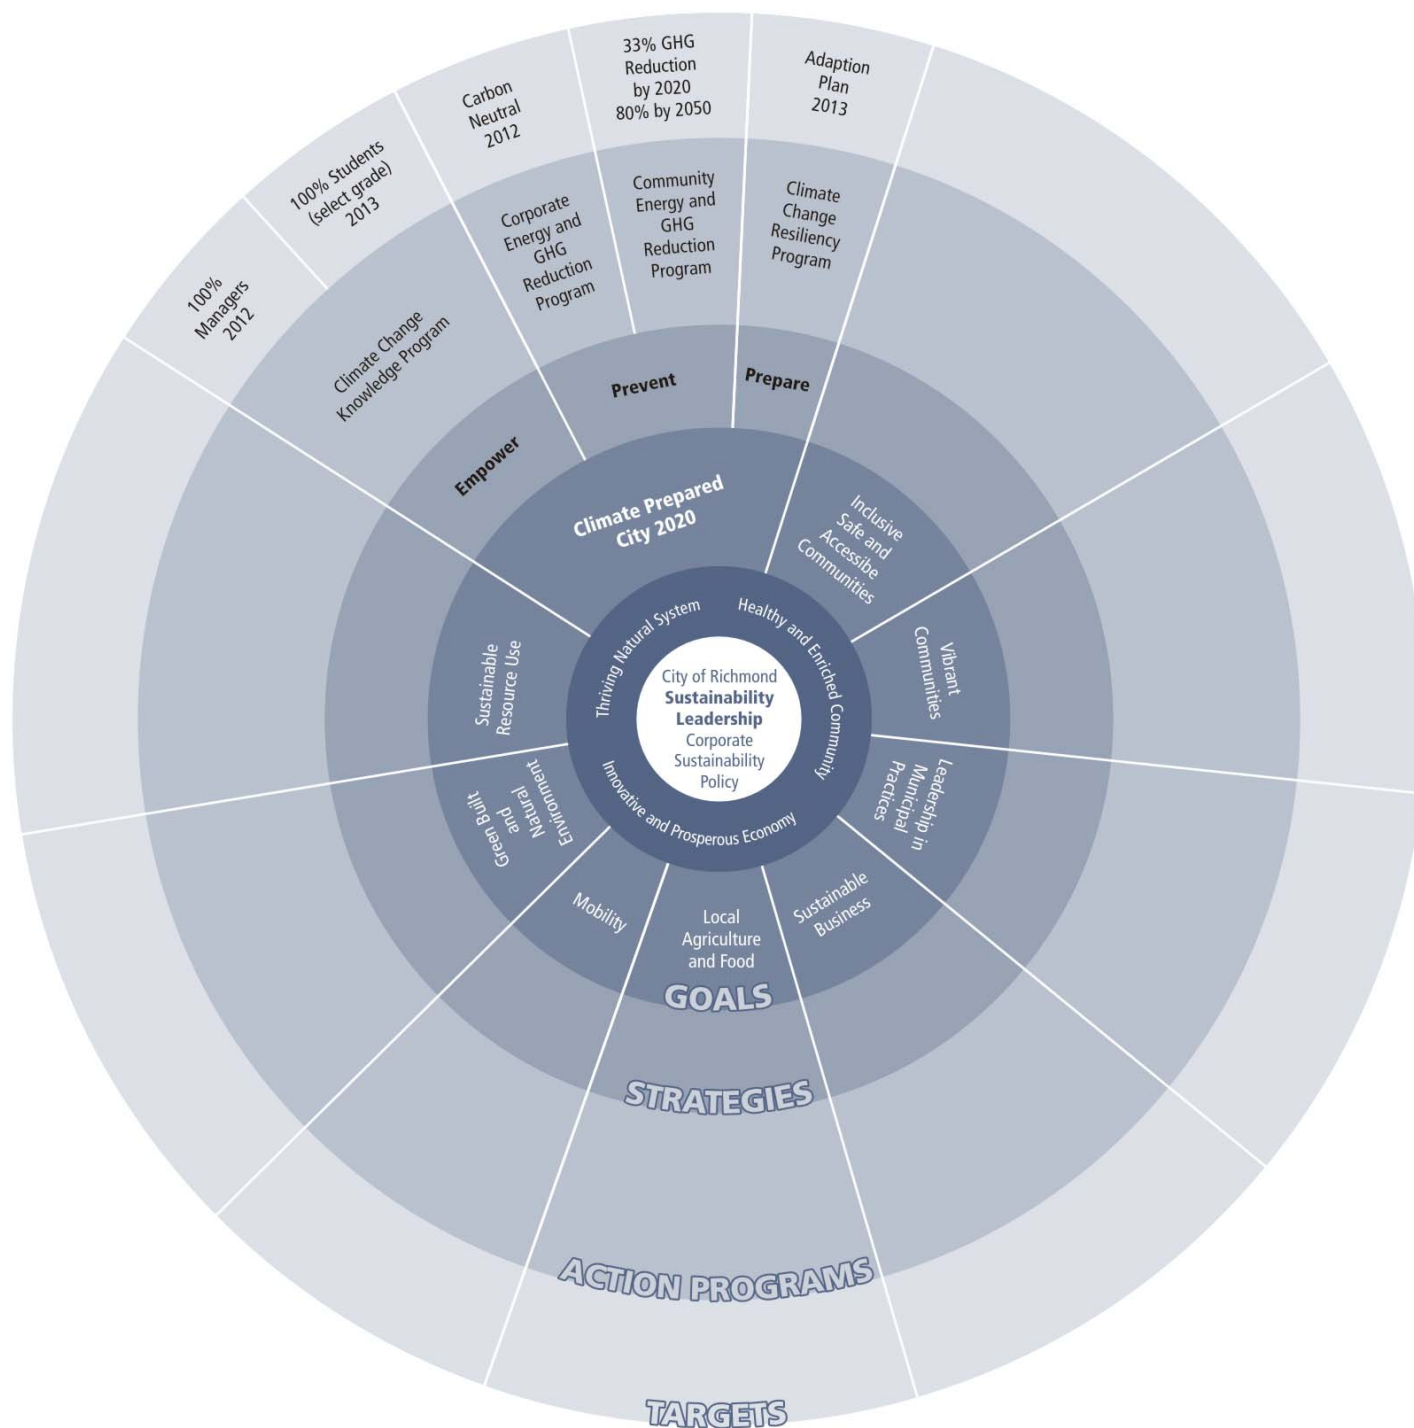 33% GHG
Reduction
by 2020
80% by 2050
Adaption
Plan
2013
Carbon
Neutral
2012
100% Students
(select grade)
2013
100%
Managers
2012
Climate Change
Knowledge Program
Corporate
Energy and
GHG
Reduction
Program
Community
Energy and
GHG
Reduction
Program
Climate
Change
Resiliency
Program
Empower
Prevent
Prepare
Climate Prepared
City 2020
Inclusive
Safe and
Accessibe
Communities
Vibrant
Communities
Leadership in
Municipal
Practices
Sustainable
Business
Local
Agriculture
and Food
Mobility
Green Built
and
Natural
Environment
Sustainable
Resource Use
Thriving Natural System
Healthy and Enriched Community
Innovative and Prosperous Economy
City of Richmond
Sustainability
Leadership
Corporate
Sustainability
Policy
GOALS
STRATEGIES
ACTION PROGRAMS
TARGETS